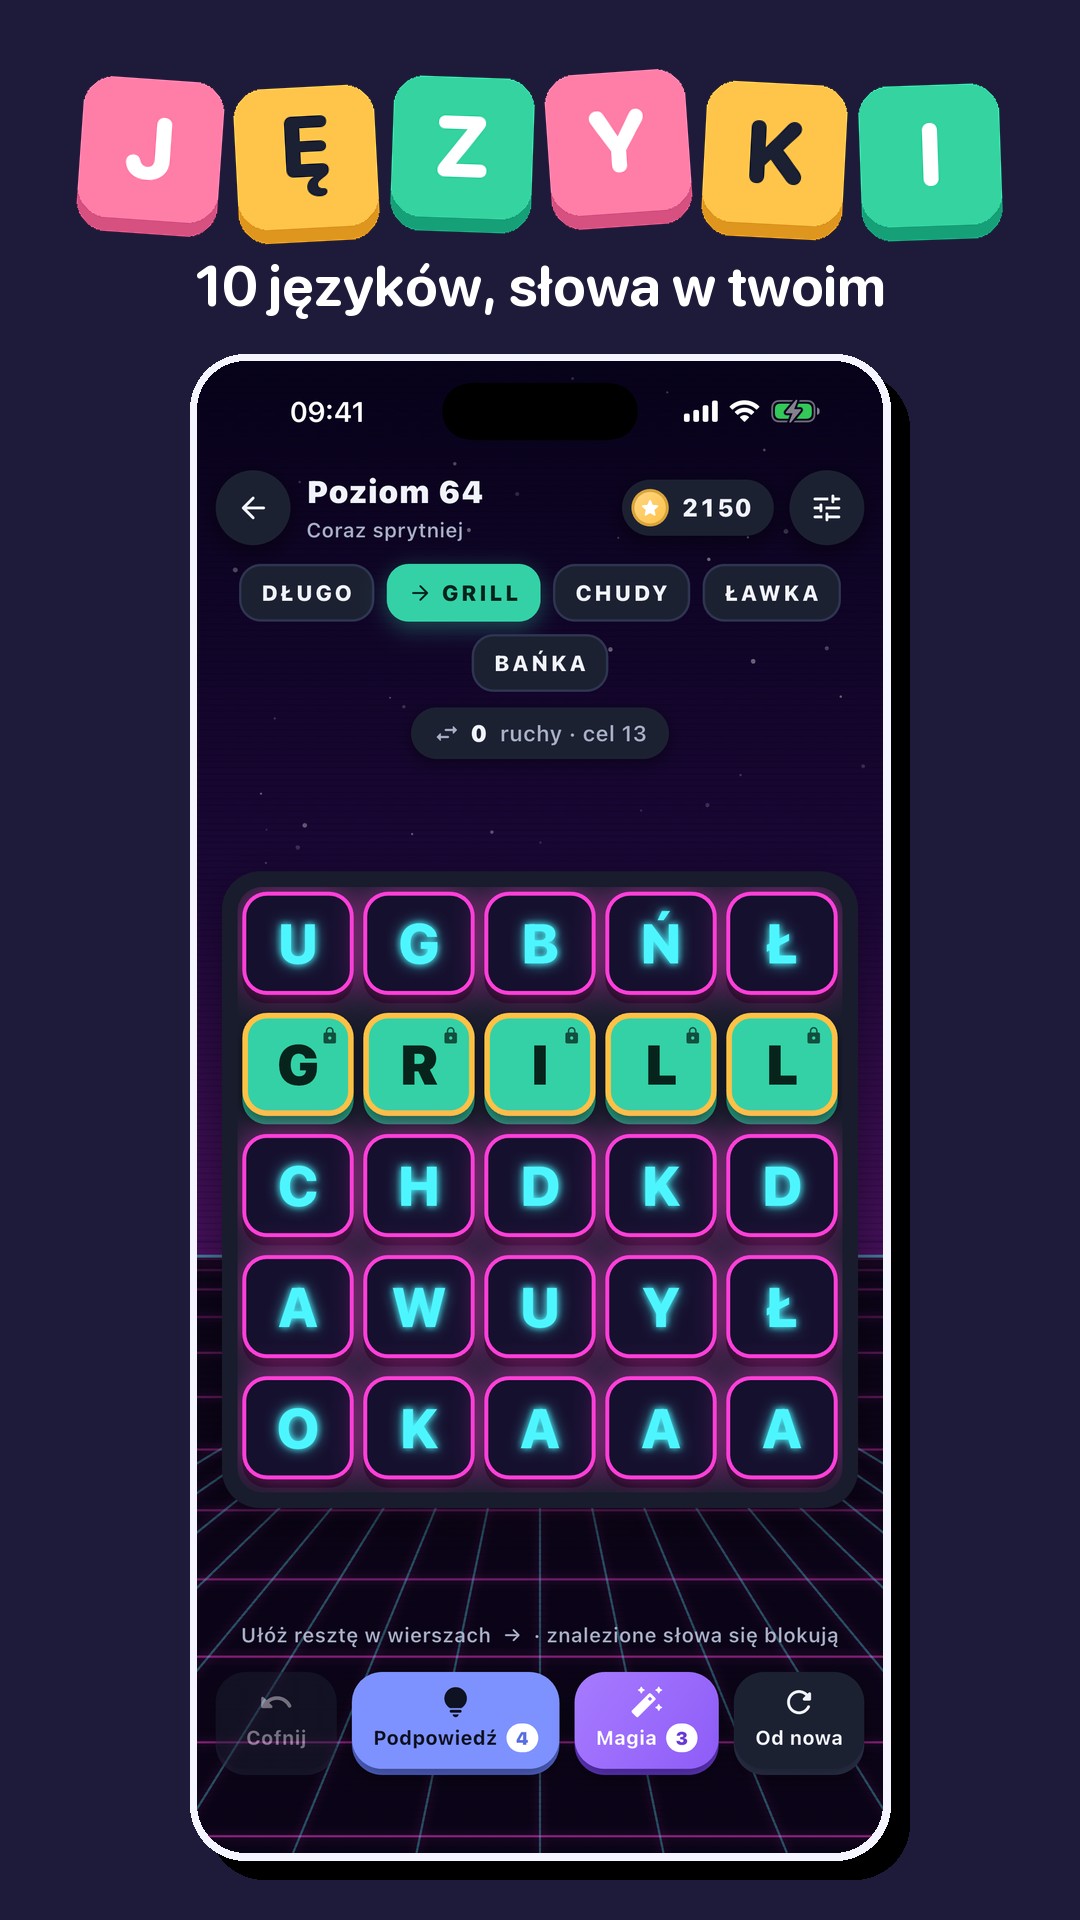 JĘZYKI
10 języków, słowa w twoim
09:41
Poziom 64
Coraz sprytniej
2150
DŁUGO → GRILL CHUDY ŁAWKA
BAŃKA
0 ruchy · cel 13
U G B Ń Ł
G R I L L
C H D K D
A W U Y Ł
O K A A A
Ułóż resztę w wierszach → · znalezione słowa się blokują
Cofnij Podpowiedź 4 Magia 3 Od nowa